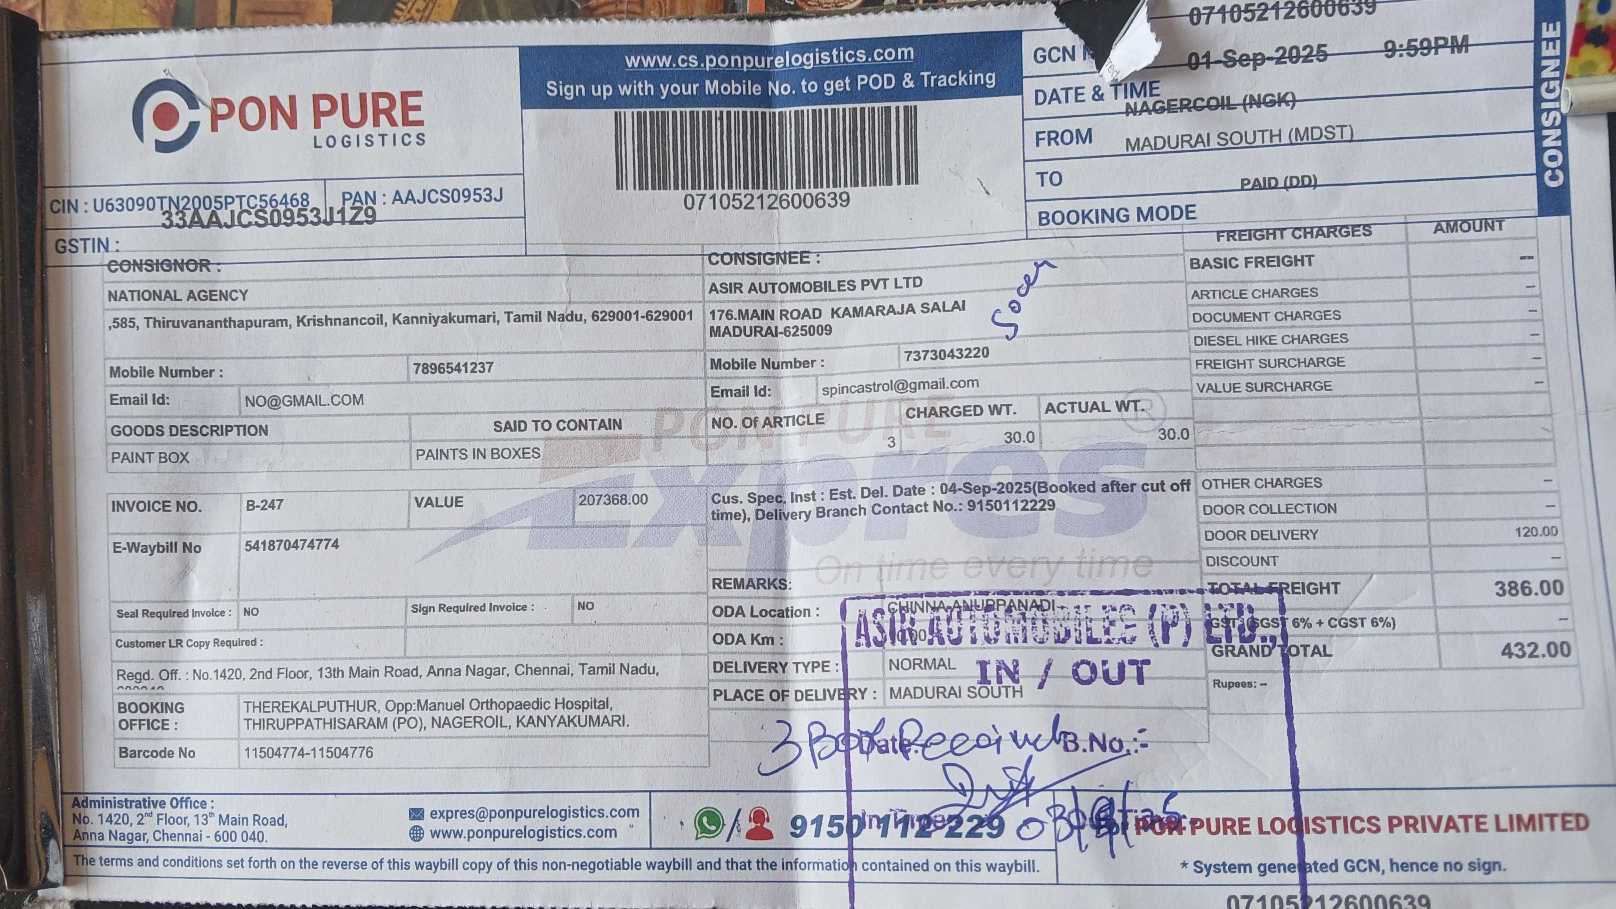 07105212600639
GCN
01-Sep-2025 9:59PM
DATE & TIME
NAGERCOIL (NGK)
FROM
MADURAI SOUTH (MDST)
TO
PAID (DD)
BOOKING MODE
CONSIGNEE
PON PURE
LOGISTICS
www.cs.ponpurelogistics.com
Sign up with your Mobile No. to get POD & Tracking
07105212600639
CIN : U63090TN2005PTC56468 PAN : AAJCS0953J
33AAJCS0953J1Z9
GSTIN :
CONSIGNOR :
NATIONAL AGENCY
,585, Thiruvananthapuram, Krishnancoil, Kanniyakumari, Tamil Nadu, 629001-629001
Mobile Number : 7896541237
Email Id: NO@GMAIL.COM
GOODS DESCRIPTION SAID TO CONTAIN
PAINT BOX PAINTS IN BOXES
CONSIGNEE :
ASIR AUTOMOBILES PVT LTD
176.MAIN ROAD KAMARAJA SALAI
MADURAI-625009
Mobile Number : 7373043220
Email Id: spincastrol@gmail.com
NO. Of ARTICLE CHARGED WT. ACTUAL WT.
3 30.0 30.0
FREIGHT CHARGES AMOUNT
BASIC FREIGHT --
ARTICLE CHARGES --
DOCUMENT CHARGES --
DIESEL HIKE CHARGES --
FREIGHT SURCHARGE --
VALUE SURCHARGE --
OTHER CHARGES --
DOOR COLLECTION --
DOOR DELIVERY 120.00
DISCOUNT --
TOTAL FREIGHT 386.00
GST (SGST 6% + CGST 6%) --
GRAND TOTAL 432.00
Rupees: --
PON PURE
Expres
On time every time
INVOICE NO. B-247 VALUE 207368.00
E-Waybill No 541870474774
Seal Required Invoice : NO Sign Required Invoice : NO
Customer LR Copy Required :
Regd. Off. : No.1420, 2nd Floor, 13th Main Road, Anna Nagar, Chennai, Tamil Nadu,
BOOKING OFFICE : THEREKALPUTHUR, Opp:Manuel Orthopaedic Hospital,
THIRUPPATHISARAM (PO), NAGEROIL, KANYAKUMARI.
Barcode No 11504774-11504776
Cus. Spec. Inst : Est. Del. Date : 04-Sep-2025(Booked after cut off
time), Delivery Branch Contact No.: 9150112229
REMARKS:
ODA Location : CHINNA-ANUPPANADI
ODA Km :
DELIVERY TYPE : NORMAL
PLACE OF DELIVERY : MADURAI SOUTH
ASIR AUTOMOBILES (P) LTD.,
IN / OUT
Date: B.No.:-
3 Box Received
Administrative Office :
No. 1420, 2nd Floor, 13th Main Road,
Anna Nagar, Chennai - 600 040.
expres@ponpurelogistics.com
www.ponpurelogistics.com
9150 112 229
PON PURE LOGISTICS PRIVATE LIMITED
The terms and conditions set forth on the reverse of this waybill copy of this non-negotiable waybill and that the information contained on this waybill.
* System generated GCN, hence no sign.
07105212600639